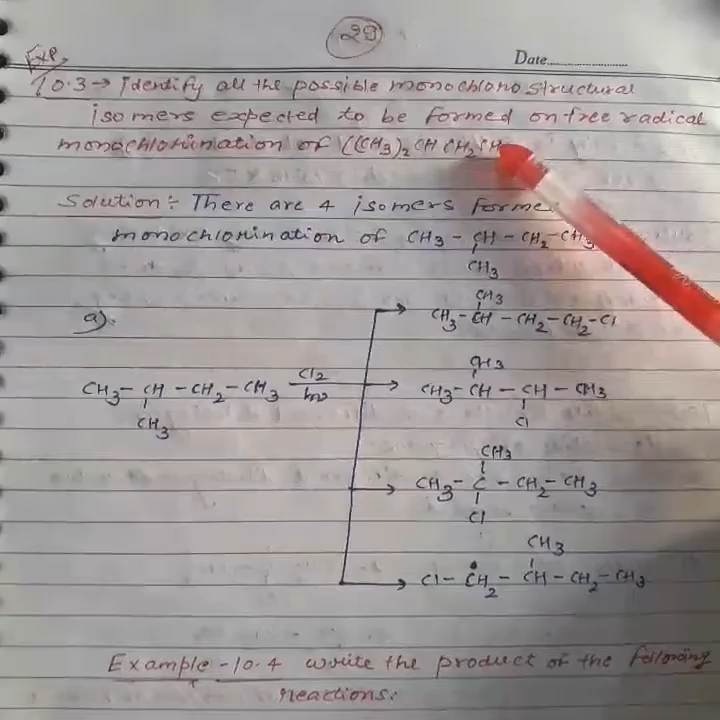 29
Exp
Date
10.3→ identify all the possible monochloro structural
isomers expected to be formed on free radical
monochlorination of ((CH3)2 CH CH2 CH
Solution:- There are 4 isomers forme
monochlorination of CH3 - CH - CH2 - CH3
CH3
a).
CH3
CH3 - CH - CH2 - CH2 - Cl
CH3
CH3 - CH - CH2 - CH3 Cl2 CH3 - CH - CH - CH3
hν
CH3
Cl
CH3
CH3 - C - CH2 - CH3
Cl
CH3
Cl - CH2 - CH - CH2 - CH3
Example - 10.4 write the product of the following
reactions: